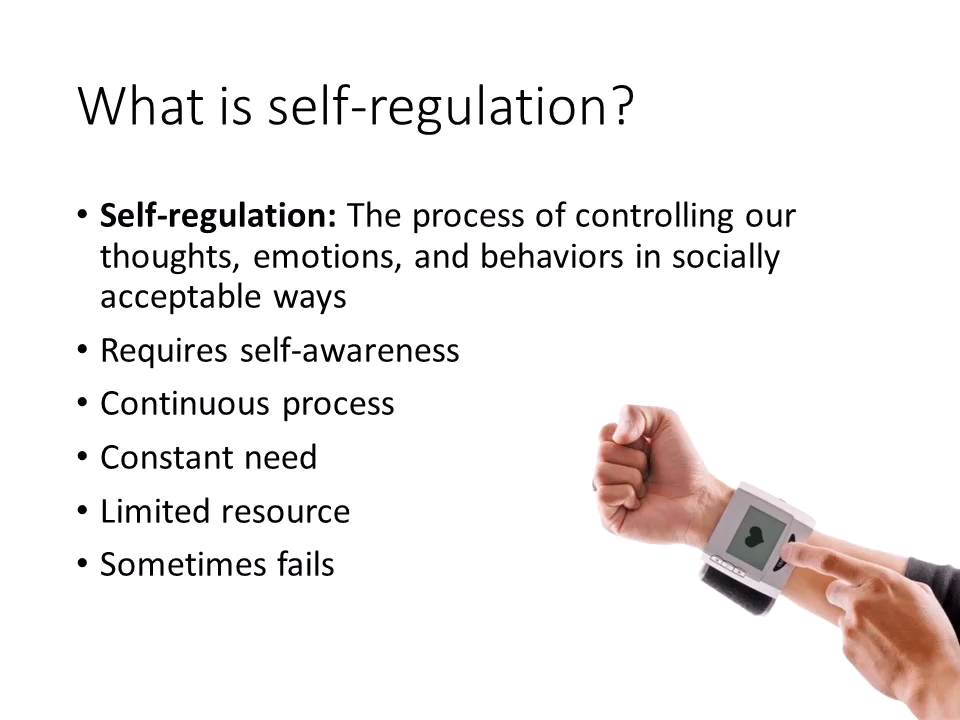 What is self-regulation?
• Self-regulation: The process of controlling our
thoughts, emotions, and behaviors in socially
acceptable ways
• Requires self-awareness
• Continuous process
• Constant need
• Limited resource
• Sometimes fails